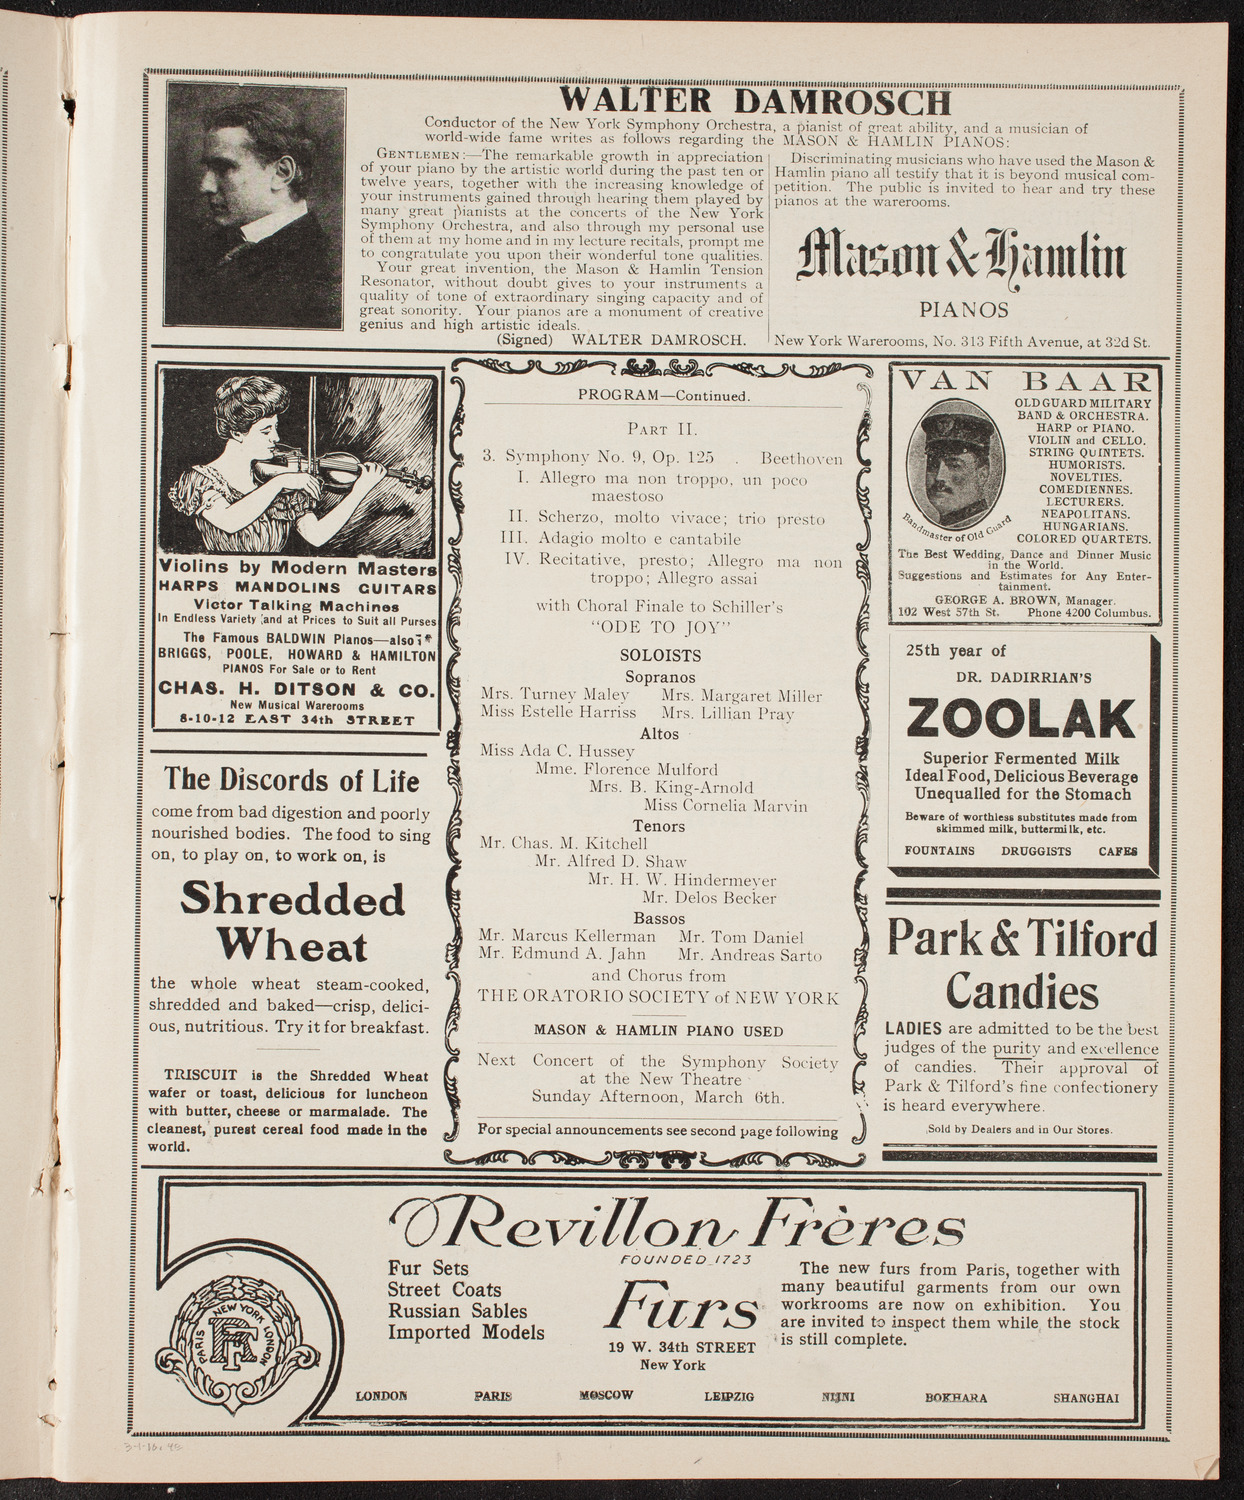 WALTER DAMROSCH
Conductor of the New York Symphony Orchestra, a pianist of great ability, and a musician of
world-wide fame writes as follows regarding the MASON & HAMLIN PIANOS:
GENTLEMEN:—The remarkable growth in appreciation
of your piano by the artistic world during the past ten or
twelve years, together with the increasing knowledge of
your instruments gained through hearing them played by
many great pianists at the concerts of the New York
Symphony Orchestra, and also through my personal use
of them at my home and in my lecture recitals, prompt me
to congratulate you upon their wonderful tone qualities.
Your great invention, the Mason & Hamlin Tension
Resonator, without doubt gives to your instruments a
quality of tone of extraordinary singing capacity and of
great sonority. Your pianos are a monument of creative
genius and high artistic ideals.
(Signed) WALTER DAMROSCH.
Discriminating musicians who have used the Mason &
Hamlin piano all testify that it is beyond musical com-
petition. The public is invited to hear and try these
pianos at the warerooms.
Mason & Hamlin
PIANOS
New York Warerooms, No. 313 Fifth Avenue, at 32d St.
Violins by Modern Masters
HARPS MANDOLINS GUITARS
Victor Talking Machines
In Endless Variety and at Prices to Suit all Purses
The Famous BALDWIN Pianos—also
BRIGGS, POOLE, HOWARD & HAMILTON
PIANOS For Sale or to Rent
CHAS. H. DITSON & CO.
New Musical Warerooms
8-10-12 EAST 34th STREET
The Discords of Life
come from bad digestion and poorly
nourished bodies. The food to sing
on, to play on, to work on, is
Shredded
Wheat
the whole wheat steam-cooked,
shredded and baked—crisp, delici-
ous, nutritious. Try it for breakfast.
TRISCUIT is the Shredded Wheat
wafer or toast, delicious for luncheon
with butter, cheese or marmalade. The
cleanest, purest cereal food made in the
world.
PROGRAM—Continued.
PART II.
3. Symphony No. 9, Op. 125 . Beethoven
I. Allegro ma non troppo, un poco
maestoso
II. Scherzo, molto vivace; trio presto
III. Adagio molto e cantabile
IV. Recitative, presto; Allegro ma non
troppo; Allegro assai
with Choral Finale to Schiller's
"ODE TO JOY"
SOLOISTS
Sopranos
Mrs. Turney Maley Mrs. Margaret Miller
Miss Estelle Harriss Mrs. Lillian Pray
Altos
Miss Ada C. Hussey
Mme. Florence Mulford
Mrs. B. King-Arnold
Miss Cornelia Marvin
Tenors
Mr. Chas. M. Kitchell
Mr. Alfred D. Shaw
Mr. H. W. Hindermeyer
Mr. Delos Becker
Bassos
Mr. Marcus Kellerman Mr. Tom Daniel
Mr. Edmund A. Jahn Mr. Andreas Sarto
and Chorus from
THE ORATORIO SOCIETY of NEW YORK
MASON & HAMLIN PIANO USED
Next Concert of the Symphony Society
at the New Theatre
Sunday Afternoon, March 6th.
For special announcements see second page following
VAN BAAR
OLD GUARD MILITARY
BAND & ORCHESTRA.
HARP or PIANO.
VIOLIN and CELLO.
STRING QUINTETS.
HUMORISTS.
NOVELTIES.
COMEDIENNES.
LECTURERS.
NEAPOLITANS.
HUNGARIANS.
COLORED QUARTETS.
Bandmaster of Old Guard
The Best Wedding, Dance and Dinner Music
in the World.
Suggestions and Estimates for Any Enter-
tainment.
GEORGE A. BROWN, Manager.
102 West 57th St. Phone 4200 Columbus.
25th year of
DR. DADIRRIAN'S
ZOOLAK
Superior Fermented Milk
Ideal Food, Delicious Beverage
Unequalled for the Stomach
Beware of worthless substitutes made from
skimmed milk, buttermilk, etc.
FOUNTAINS DRUGGISTS CAFES
Park & Tilford
Candies
LADIES are admitted to be the best
judges of the purity and excellence
of candies. Their approval of
Park & Tilford's fine confectionery
is heard everywhere.
Sold by Dealers and in Our Stores.
Revillon Frères
FOUNDED 1723
Fur Sets
Street Coats
Russian Sables
Imported Models
Furs
19 W. 34th STREET
New York
The new furs from Paris, together with
many beautiful garments from our own
workrooms are now on exhibition. You
are invited to inspect them while the stock
is still complete.
PARIS NEW YORK LONDON
RF
LONDON PARIS MOSCOW LEIPZIG NIJNI BOKHARA SHANGHAI